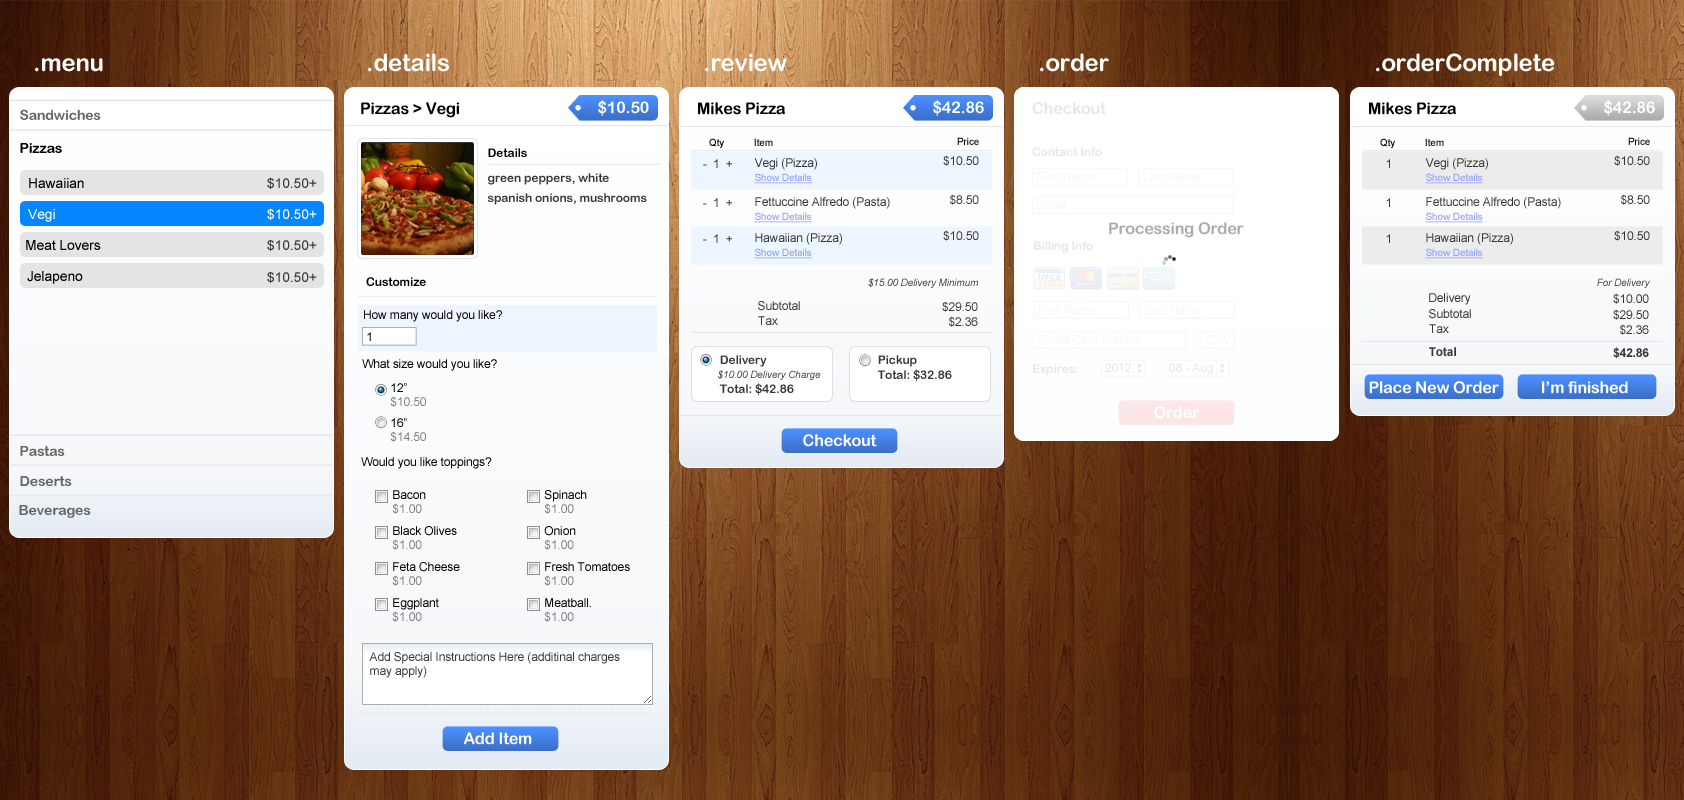 .menu
Sandwiches
Pizzas
Hawaiian $10.50+
Vegi $10.50+
Meat Lovers $10.50+
Jelapeno $10.50+
Pastas
Deserts
Beverages
.details
Pizzas > Vegi $10.50
Details
green peppers, white
spanish onions, mushrooms
Customize
How many would you like?
1
What size would you like?
12"
$10.50
16"
$14.50
Would you like toppings?
Bacon Spinach
$1.00 $1.00
Black Olives Onion
$1.00 $1.00
Feta Cheese Fresh Tomatoes
$1.00 $1.00
Eggplant Meatball.
$1.00 $1.00
Add Special Instructions Here (additinal charges
may apply)
Add Item
.review
Mikes Pizza $42.86
Qty Item Price
- 1 + Vegi (Pizza) $10.50
Show Details
- 1 + Fettuccine Alfredo (Pasta) $8.50
Show Details
- 1 + Hawaiian (Pizza) $10.50
Show Details
$15.00 Delivery Minimum
Subtotal $29.50
Tax $2.36
Delivery Pickup
$10.00 Delivery Charge Total: $32.86
Total: $42.86
Checkout
.order
Checkout
Contact Info
First Name Last Name
Email
Processing Order
Billing Info
VISA
First Name Last Name
Credit Card Number CVV
Expires: 2012 08 - Aug
Order
.orderComplete
Mikes Pizza $42.86
Qty Item Price
1 Vegi (Pizza) $10.50
Show Details
1 Fettuccine Alfredo (Pasta) $8.50
Show Details
1 Hawaiian (Pizza) $10.50
Show Details
For Delivery
Delivery $10.00
Subtotal $29.50
Tax $2.36
Total $42.86
Place New Order I'm finished